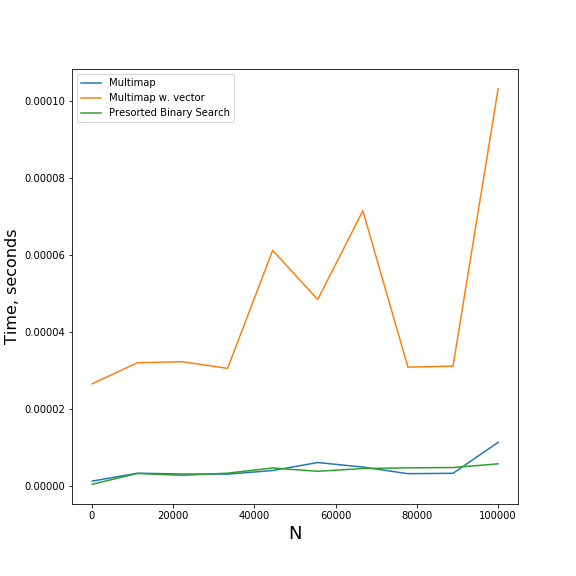 Multimap
Multimap w. vector
Presorted Binary Search
0.00010
0.00008
0.00006
0.00004
0.00002
0.00000
Time, seconds
0 20000 40000 60000 80000 100000
N